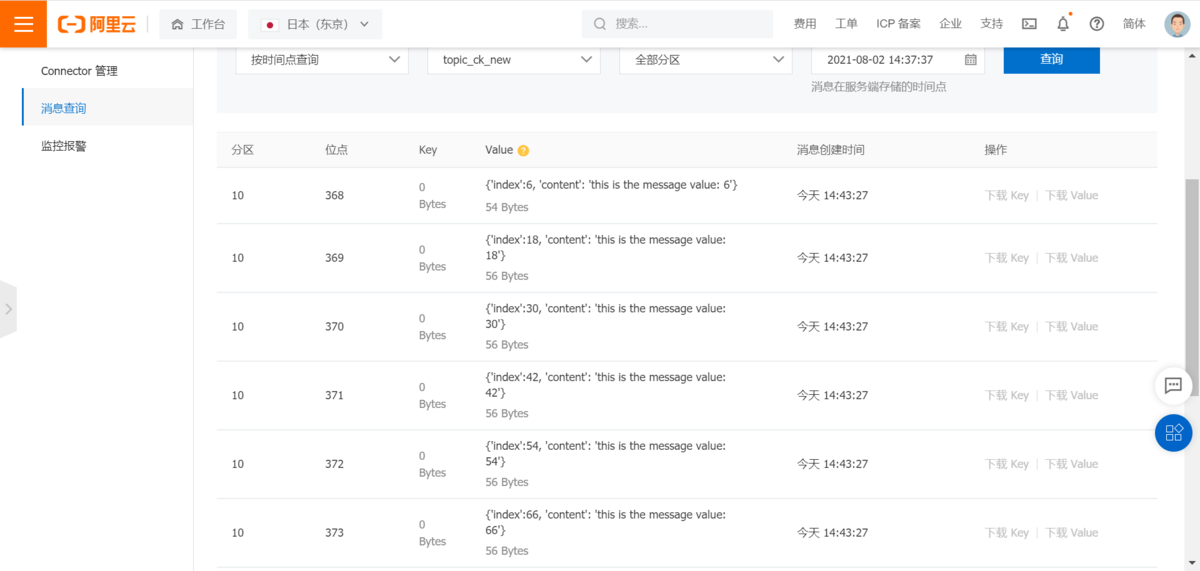 阿里云 工作台 日本（东京） 搜索... 费用 工单 ICP 备案 企业 支持 简体
Connector 管理
消息查询
监控报警
按时间点查询 topic_ck_new 全部分区 2021-08-02 14:37:37 查询
消息在服务端存储的时间点
分区 位点 Key Value 消息创建时间 操作
10 368 0 Bytes {'index':6, 'content': 'this is the message value: 6'} 今天 14:43:27 下载 Key 下载 Value
54 Bytes
10 369 0 Bytes {'index':18, 'content': 'this is the message value:
18'} 今天 14:43:27 下载 Key 下载 Value
56 Bytes
10 370 0 Bytes {'index':30, 'content': 'this is the message value:
30'} 今天 14:43:27 下载 Key 下载 Value
56 Bytes
10 371 0 Bytes {'index':42, 'content': 'this is the message value:
42'} 今天 14:43:27 下载 Key 下载 Value
56 Bytes
10 372 0 Bytes {'index':54, 'content': 'this is the message value:
54'} 今天 14:43:27 下载 Key 下载 Value
56 Bytes
10 373 0 Bytes {'index':66, 'content': 'this is the message value:
66'} 今天 14:43:27 下载 Key 下载 Value
56 Bytes